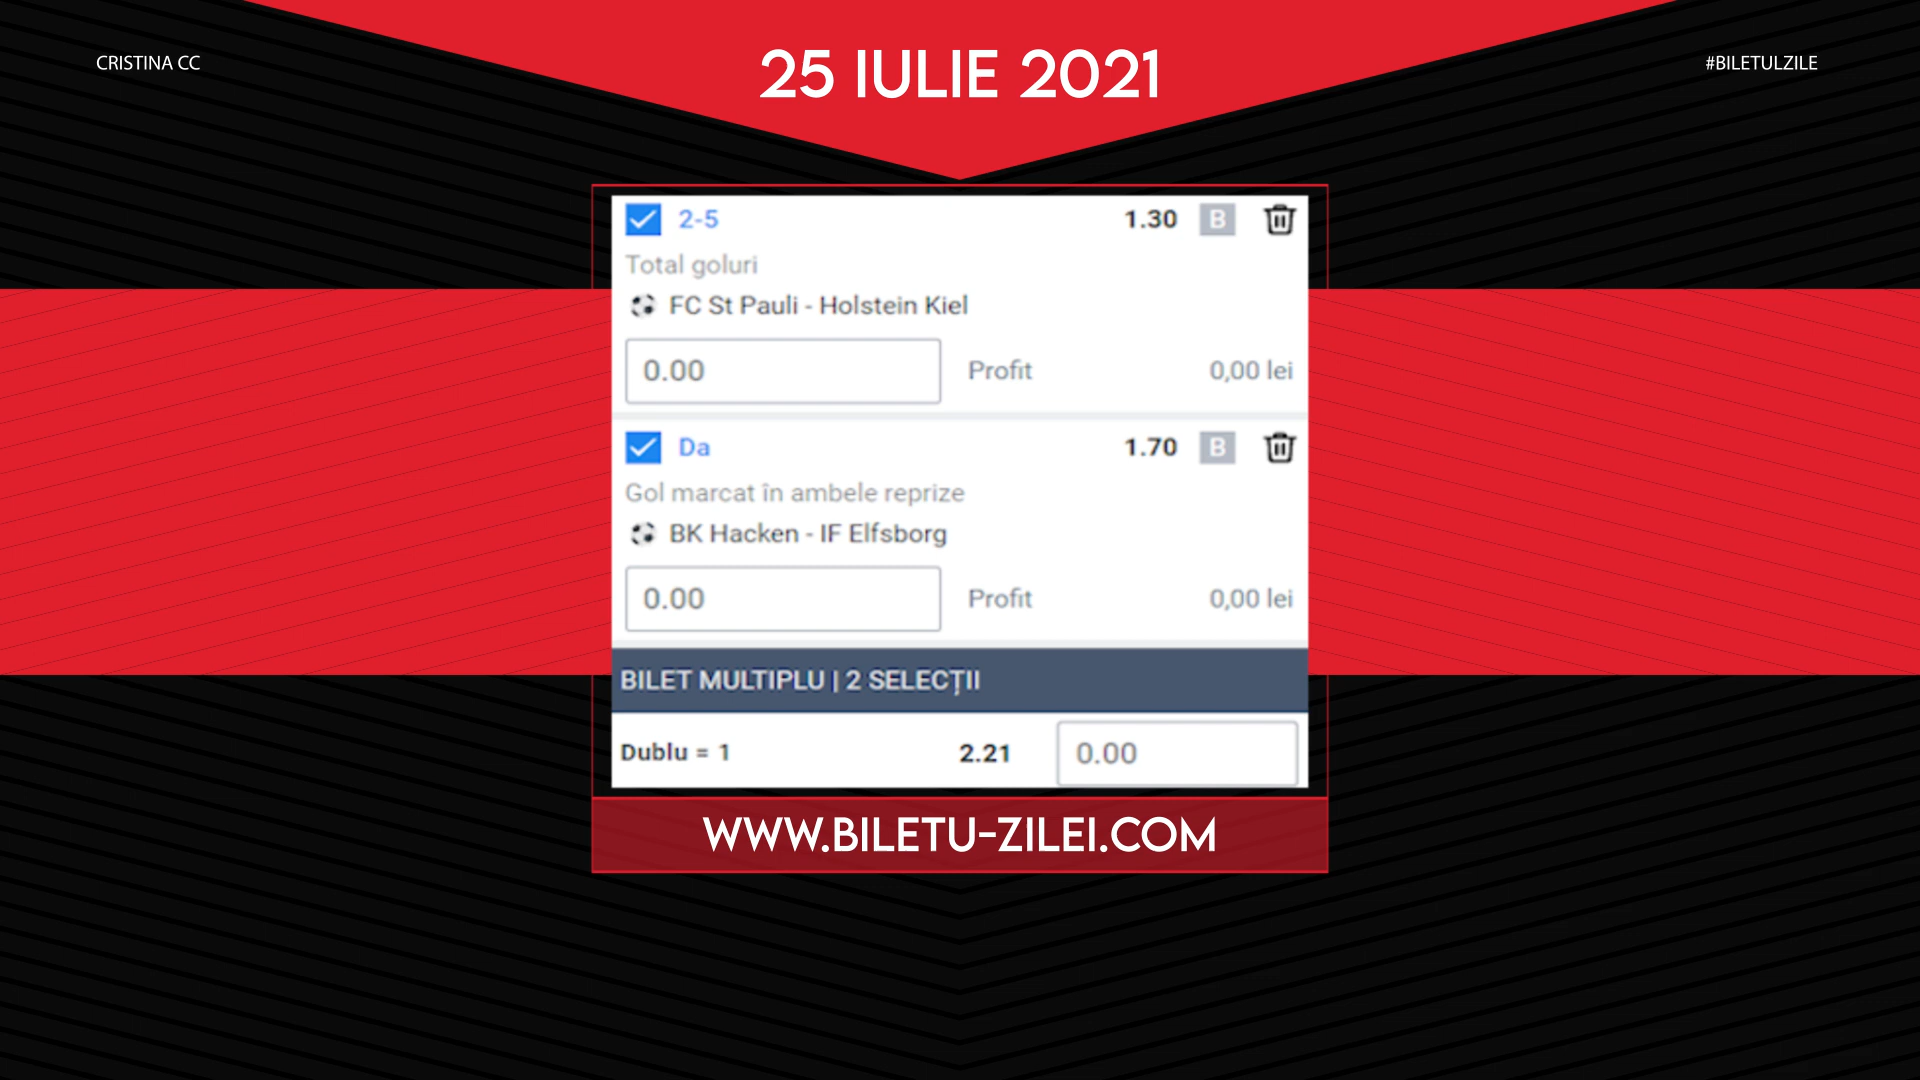 CRISTINA CC
25 IULIE 2021
#BILETULZILE
2-5 1.30 B
Total goluri
FC St Pauli - Holstein Kiel
0.00 Profit 0,00 lei
Da 1.70 B
Gol marcat în ambele reprize
BK Hacken - IF Elfsborg
0.00 Profit 0,00 lei
BILET MULTIPLU | 2 SELECȚII
Dublu = 1 2.21 0.00
WWW.BILETU-ZILEI.COM